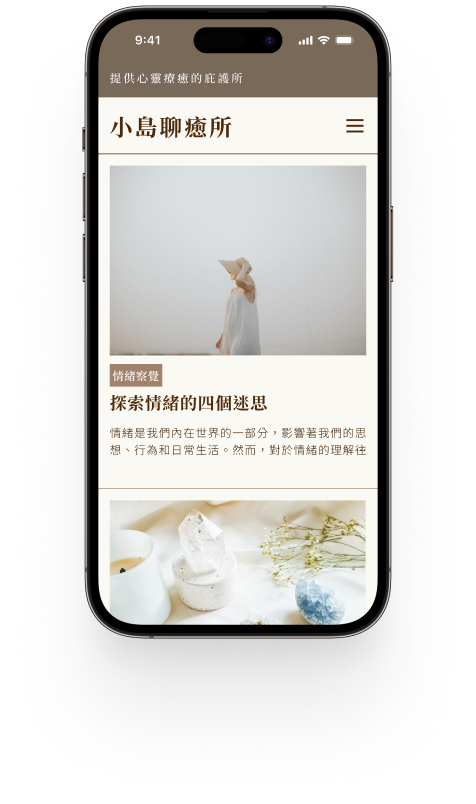 9:41
提供心靈療癒的庇護所
小島聊癒所
情緒察覺
探索情緒的四個迷思
情緒是我們內在世界的一部分，影響著我們的思
想、行為和日常生活。然而，對於情緒的理解往